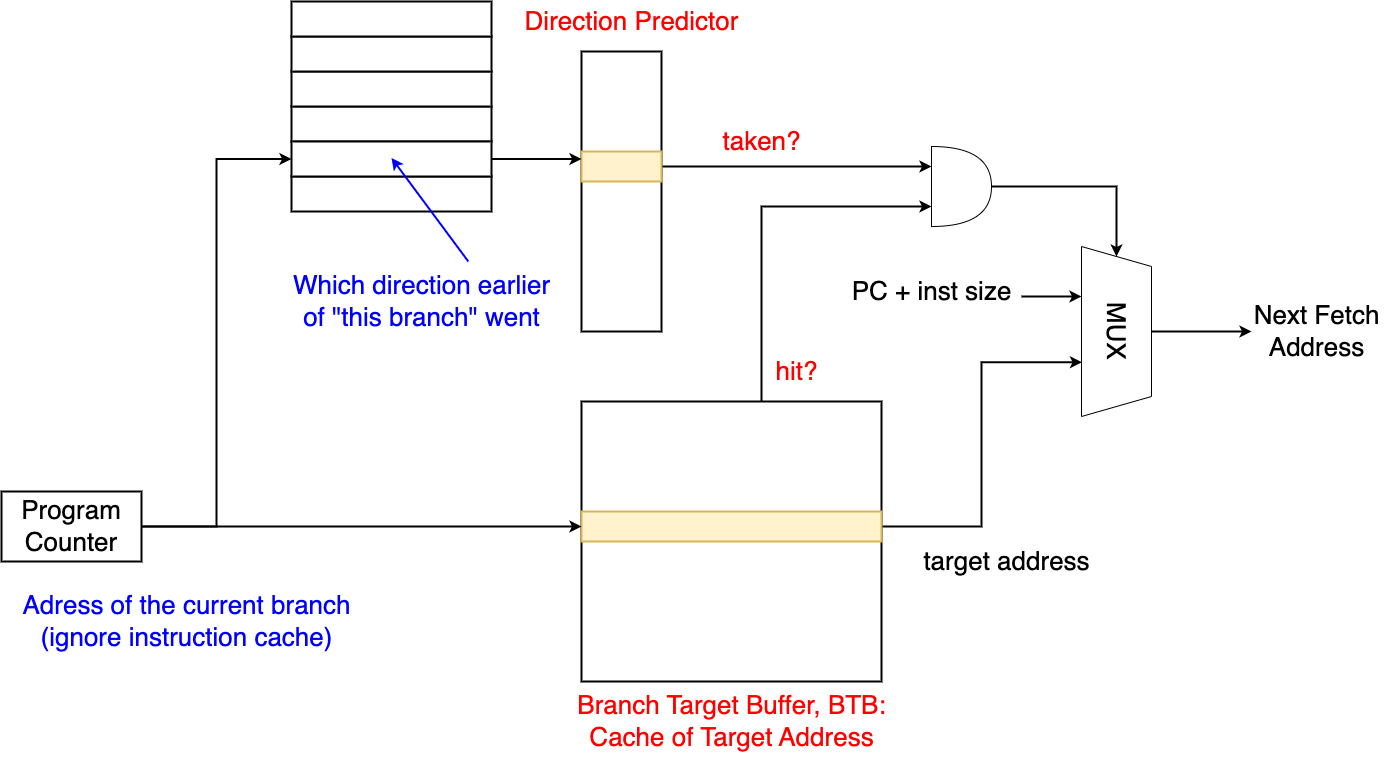 Direction Predictor
taken?
Which direction earlier
of "this branch" went
PC + inst size
MUX
Next Fetch
Address
hit?
Program
Counter
target address
Adress of the current branch
(ignore instruction cache)
Branch Target Buffer, BTB:
Cache of Target Address